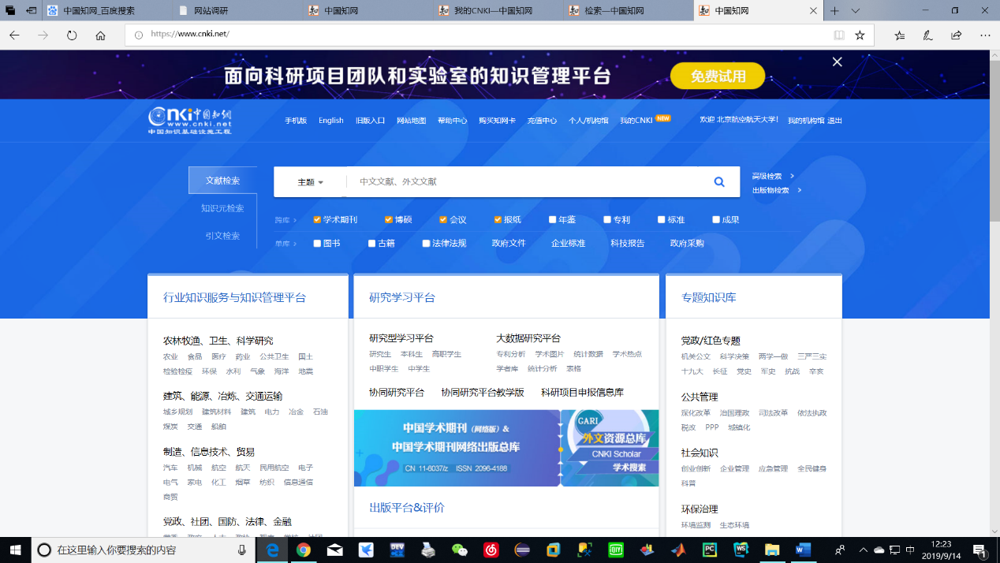 中国知网_百度搜索
网站调研
中国知网
我的CNKI—中国知网
检索—中国知网
中国知网
https://www.cnki.net/
面向科研项目团队和实验室的知识管理平台
免费试用
cnki中国知网
www.cnki.net
中国知识基础设施工程
手机版 English 旧版入口 网站地图 帮助中心 购买知网卡 充值中心 个人/机构馆 我的CNKI NEW 欢迎 北京航空航天大学! 我的机构馆 退出
文献检索
主题
中文文献、外文文献
高级检索 >
出版物检索 >
知识元检索
引文检索
跨库 > 学术期刊 博硕 会议 报纸 年鉴 专利 标准 成果
单库 > 图书 古籍 法律法规 政府文件 企业标准 科技报告 政府采购
行业知识服务与知识管理平台
农林牧渔、卫生、科学研究
农业 食品 医疗 药业 公共卫生 国土
检验检疫 环保 水利 气象 海洋 地震
建筑、能源、冶炼、交通运输
城乡规划 建筑材料 建筑 电力 冶金 石油
煤炭 交通 船舶
制造、信息技术、贸易
汽车 机械 航空 航天 民用航空 电子
电气 家电 化工 烟草 纺织 信息通信
商贸
党政、社团、国防、法律、金融
研究学习平台
研究型学习平台
研究生 本科生 高职学生
中职学生 中学生
大数据研究平台
专利分析 学术图片 统计数据 学术热点
学者库 统计分析 表格
协同研究平台 协同研究平台教学版 科研项目申报信息库
中国学术期刊（网络版）&
中国学术期刊网络出版总库
CN 11-6037/z ISSN 2096-4188
GARI
外文资源总库
CNKI Scholar
学术搜索
出版平台&评价
专题知识库
党政/红色专题
机关公文 科学决策 两学一做 三严三实
十九大 长征 党史 军史 抗战 辛亥
公共管理
深化改革 治国理政 司法改革 依法执政
税改 PPP 城镇化
社会知识
创业创新 企业管理 应急管理 全民健身
科普
环保治理
环境监测 生态环境
在这里输入你要搜索的内容
DEV
iQIY
PC
WS
中
12:23
2019/9/14
1